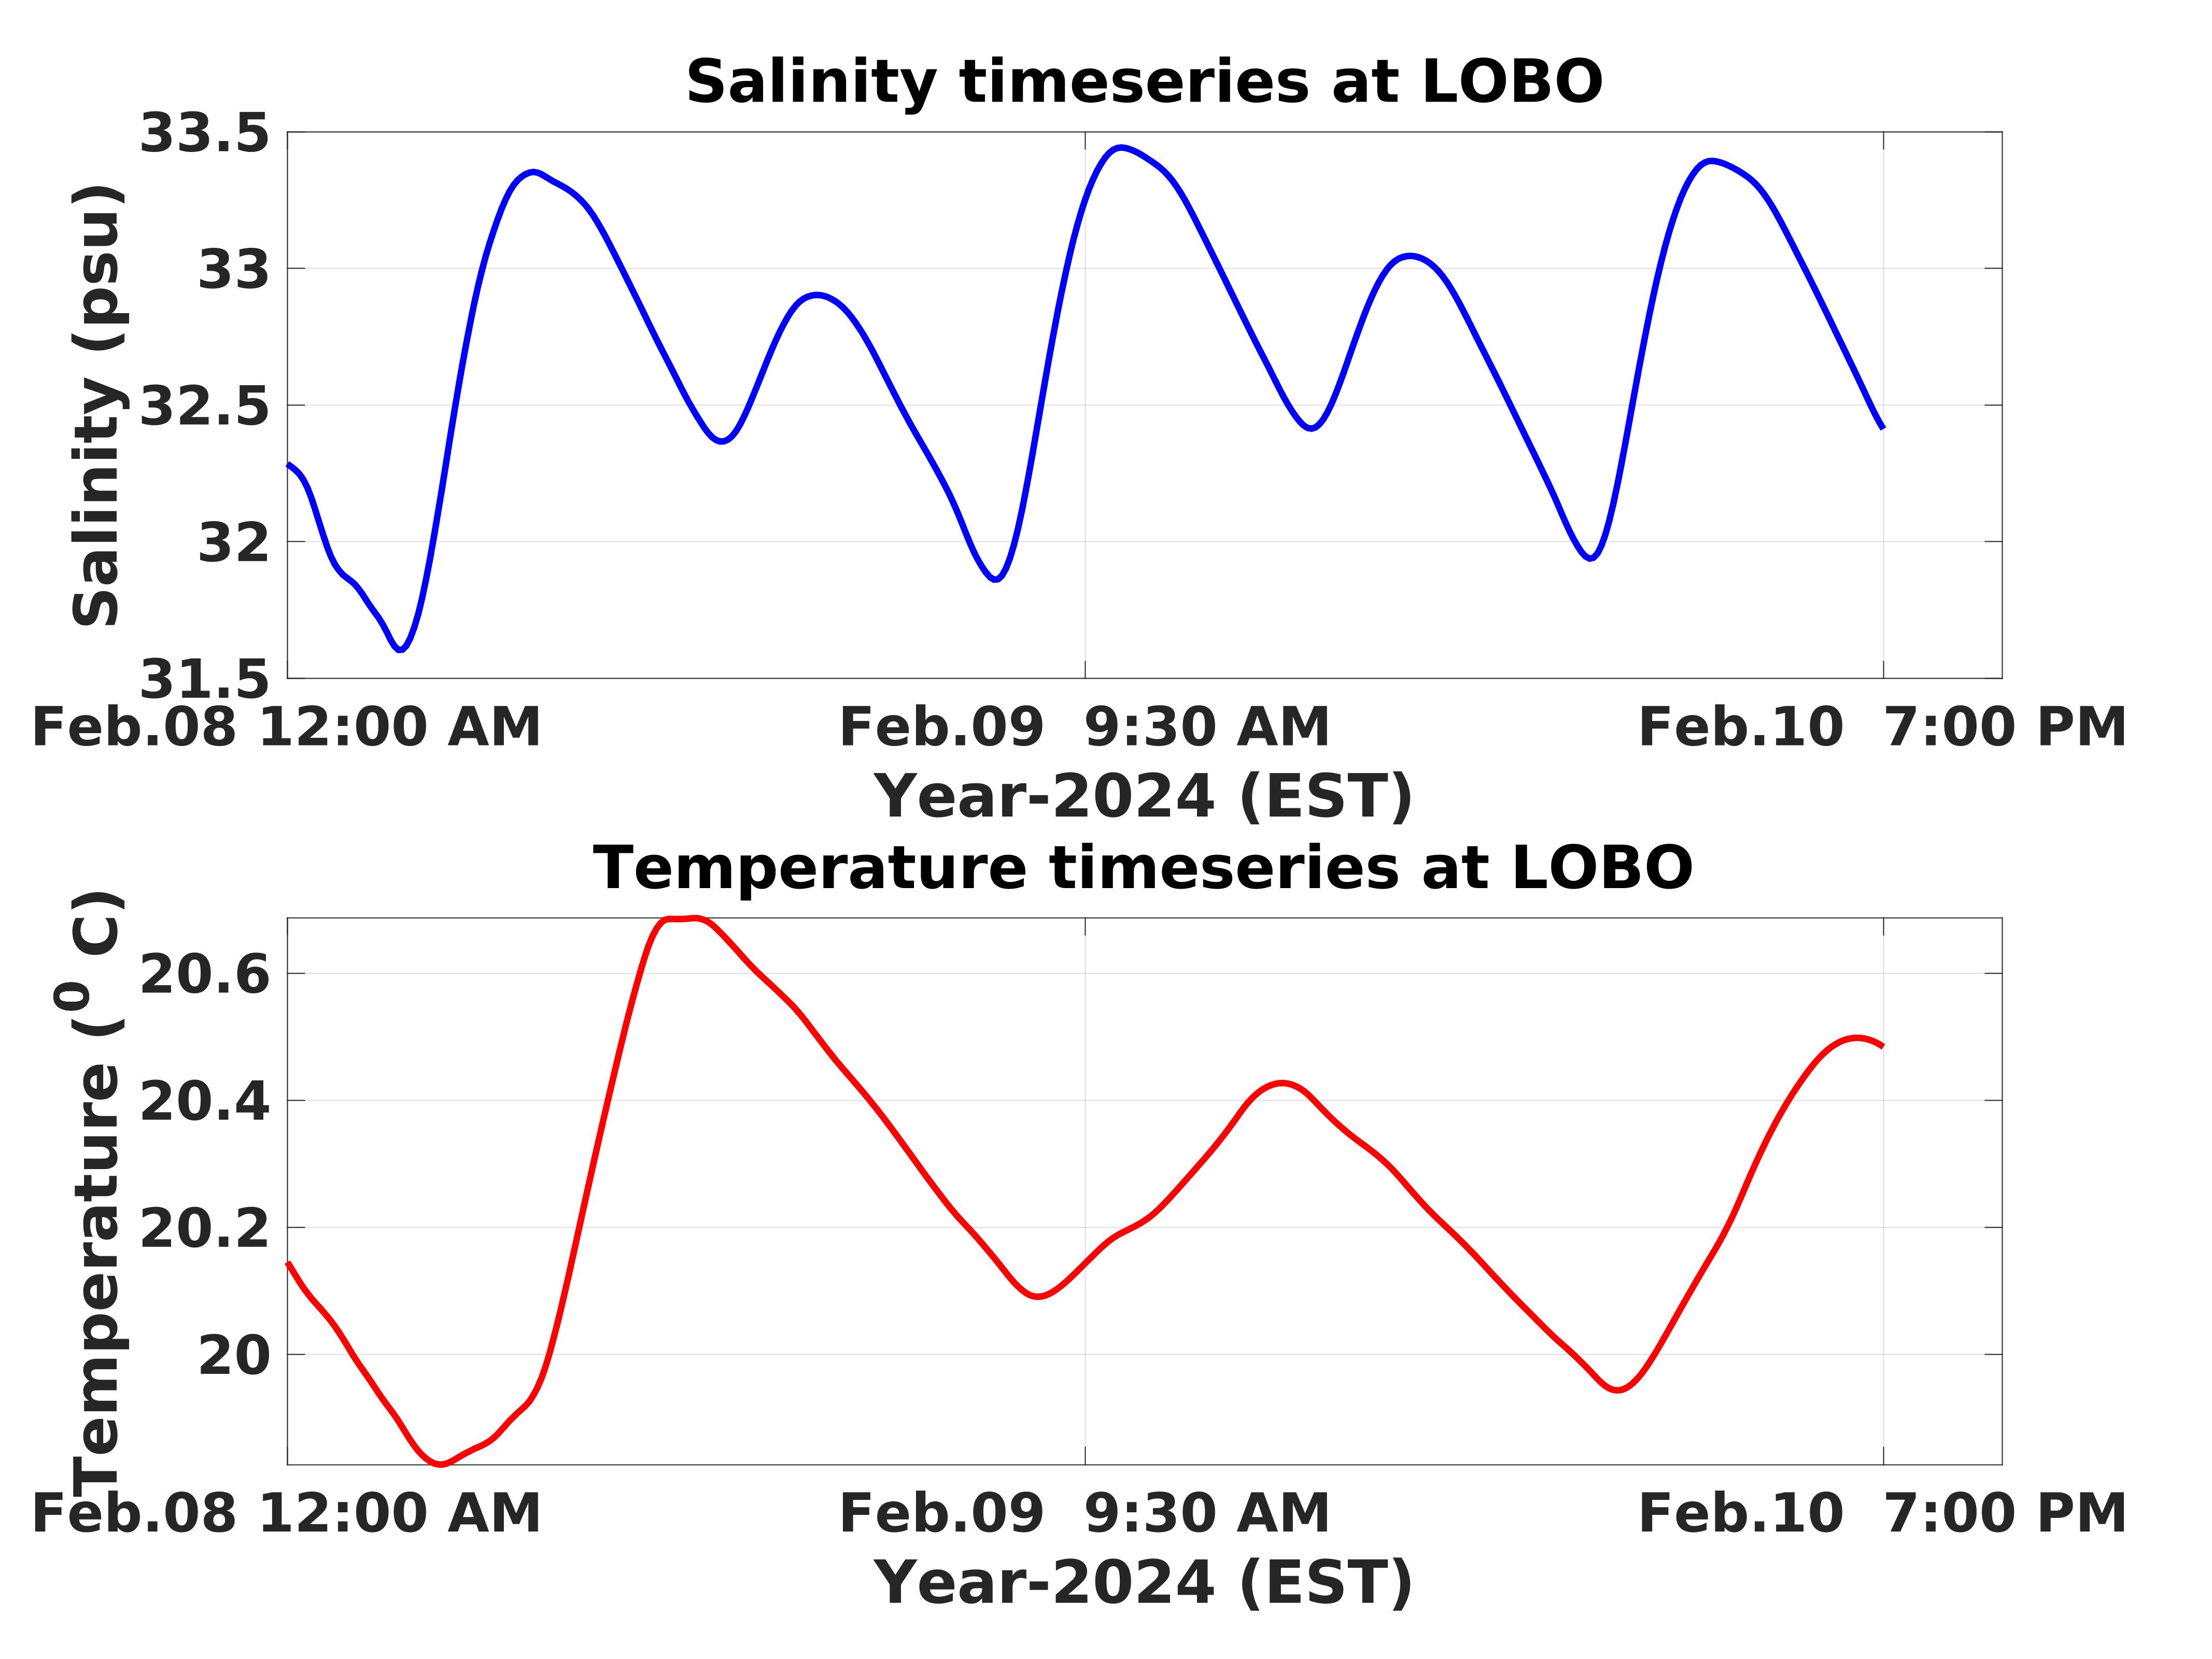 Salinity timeseries at LOBO
Salinity (psu)
33.5
33
32.5
32
31.5
Feb.08 12:00 AM
Feb.09  9:30 AM
Feb.10  7:00 PM
Year-2024 (EST)
Temperature timeseries at LOBO
Temperature (⁰ C)
20.6
20.4
20.2
20
Feb.08 12:00 AM
Feb.09  9:30 AM
Feb.10  7:00 PM
Year-2024 (EST)